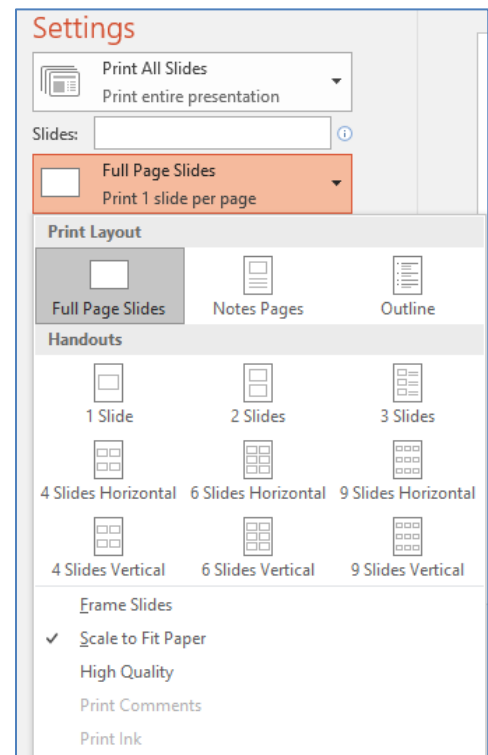 Settings
Print All Slides
Print entire presentation
Slides:
Full Page Slides
Print 1 slide per page
Print Layout
Full Page Slides Notes Pages Outline
Handouts
1 Slide 2 Slides 3 Slides
4 Slides Horizontal 6 Slides Horizontal 9 Slides Horizontal
4 Slides Vertical 6 Slides Vertical 9 Slides Vertical
Frame Slides
Scale to Fit Paper
High Quality
Print Comments
Print Ink